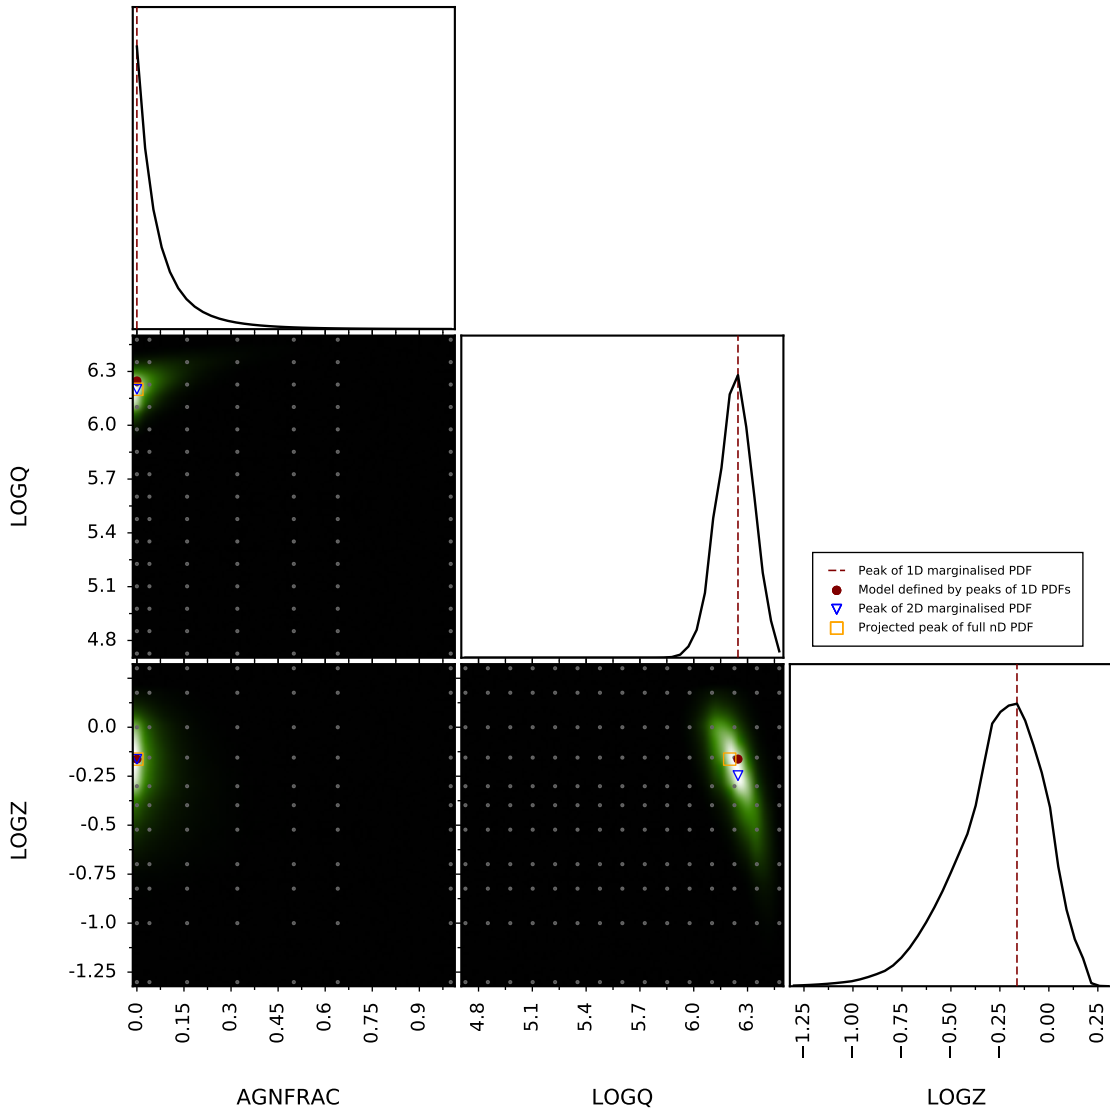 6.3
6.0
5.7
5.4
5.1
4.8
LOGQ
Peak of 1D marginalised PDF
Model defined by peaks of 1D PDFs
Peak of 2D marginalised PDF
Projected peak of full nD PDF
0.0
-0.25
-0.5
-0.75
-1.0
-1.25
LOGZ
0.0 0.15 0.3 0.45 0.6 0.75 0.9
4.8 5.1 5.4 5.7 6.0 6.3
−1.25 −1.00 −0.75 −0.50 −0.25 0.00 0.25
AGNFRAC
LOGQ
LOGZ